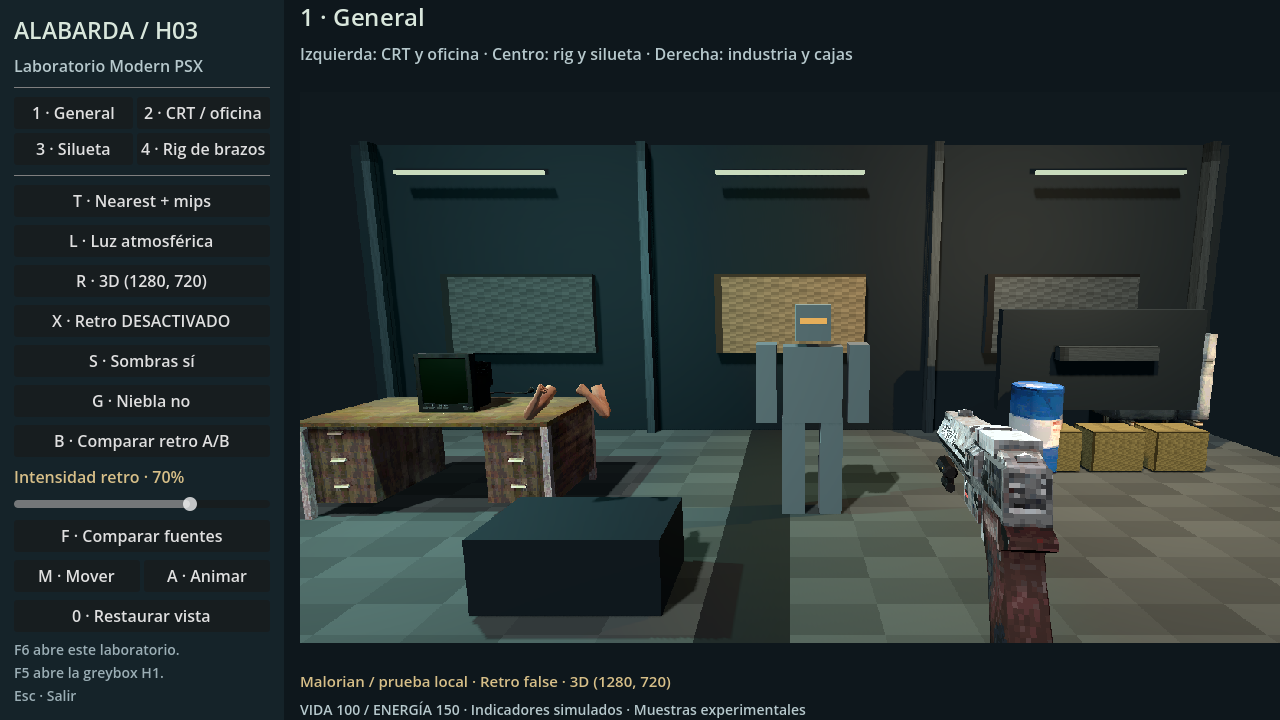 ALABARDA / H03
Laboratorio Modern PSX
1 · General
2 · CRT / oficina
3 · Silueta
4 · Rig de brazos
T · Nearest + mips
L · Luz atmosférica
R · 3D (1280, 720)
X · Retro DESACTIVADO
S · Sombras sí
G · Niebla no
B · Comparar retro A/B
Intensidad retro · 70%
F · Comparar fuentes
M · Mover
A · Animar
0 · Restaurar vista
F6 abre este laboratorio.
F5 abre la greybox H1.
Esc · Salir
1 · General
Izquierda: CRT y oficina · Centro: rig y silueta · Derecha: industria y cajas
Malorian / prueba local · Retro false · 3D (1280, 720)
VIDA 100 / ENERGÍA 150 · Indicadores simulados · Muestras experimentales